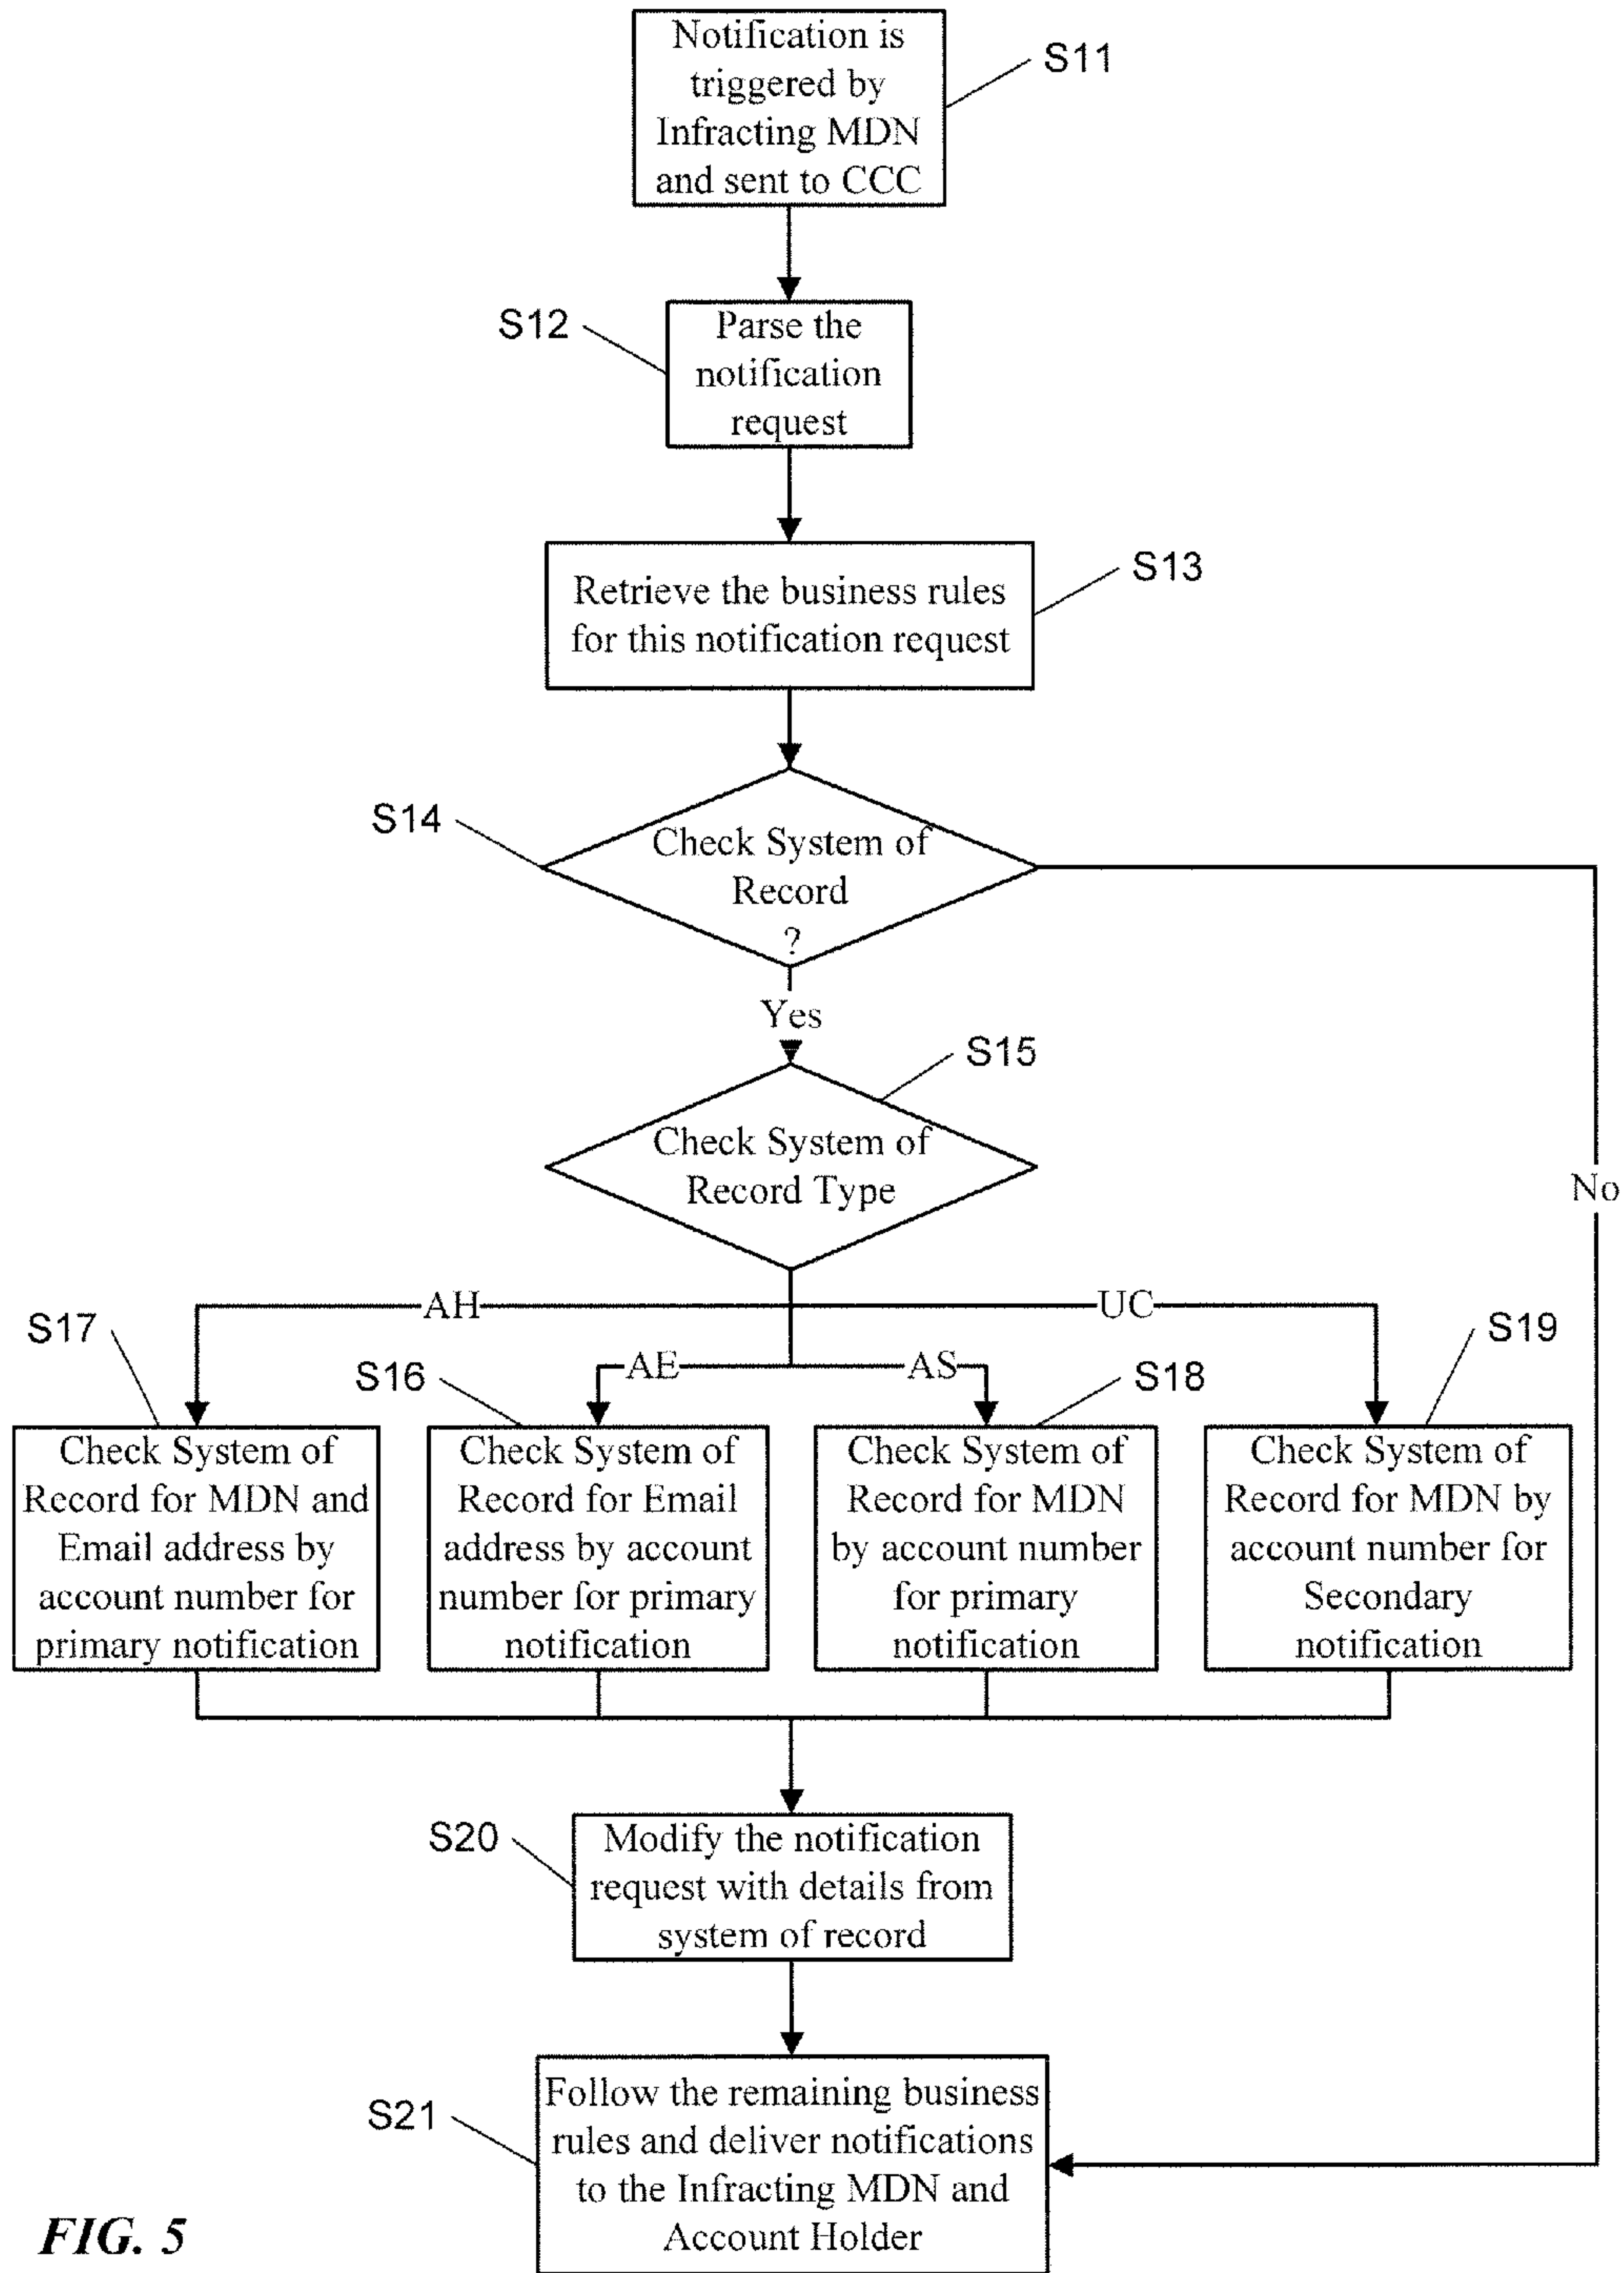 Notification is
triggered by
Infracting MDN
and sent to CCC
S11
S12
Parse the
notification
request
S13
Retrieve the business rules
for this notification request
S14
Check System of
Record
?
Yes
S15
Check System of
Record Type
No
AH
UC
S17
S19
AE
AS
S16
S18
Check System of
Record for MDN and
Email address by
account number for
primary notification
Check System of
Record for Email
address by account
number for primary
notification
Check System of
Record for MDN
by account number
for primary
notification
Check System of
Record for MDN by
account number for
Secondary
notification
S20
Modify the notification
request with details from
system of record
S21
Follow the remaining business
rules and deliver notifications
to the Infracting MDN and
Account Holder
FIG. 5